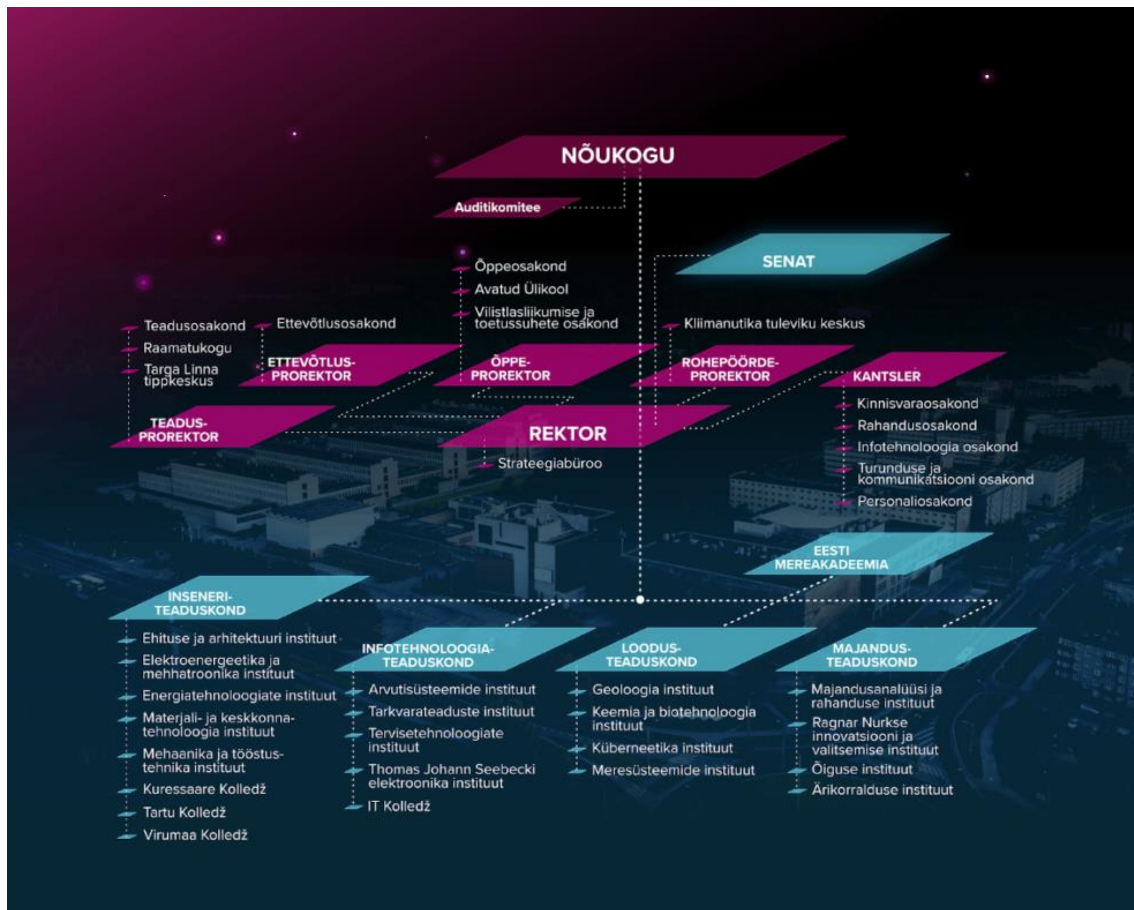 NÕUKOGU
Auditikomitee
SENAT
Õppeosakond
Avatud Ülikool
Vilistlasliikumise ja
toetussuhete osakond
Teadusosakond
Raamatukogu
Targa Linna
tippkeskus
Ettevõtlusosakond
Kliimanutika tuleviku keskus
ETTEVÕTLUS-
PROREKTOR
ÕPPE-
PROREKTOR
ROHEPÖÖRDE-
PROREKTOR
KANTSLER
TEADUS-
PROREKTOR
REKTOR
Strateegiabüroo
Kinnisvaraosakond
Rahandusosakond
Infotehnoloogia osakond
Turunduse ja
kommunikatsiooni osakond
Personaliosakond
EESTI
MEREAKADEEMIA
INSENERI-
TEADUSKOND
Ehituse ja arhitektuuri instituut
Elektroenergeetika ja
mehhatroonika instituut
Energiatehnoloogiate instituut
Materjali- ja keskkonna-
tehnoloogia instituut
Mehaanika ja tööstus-
tehnika instituut
Kuressaare Kolledž
Tartu Kolledž
Virumaa Kolledž
INFOTEHNOLOOGIA-
TEADUSKOND
Arvutisüsteemide instituut
Tarkvarateaduste instituut
Tervisetehnoloogiate
instituut
Thomas Johann Seebecki
elektroonika instituut
IT Kolledž
LOODUS-
TEADUSKOND
Geoloogia instituut
Keemia ja biotehnoloogia
instituut
Küberneetika instituut
Meresüsteemide instituut
MAJANDUS-
TEADUSKOND
Majandusanalüüsi ja
rahanduse instituut
Ragnar Nurkse
innovatsiooni ja
valitsemise instituut
Õiguse instituut
Ärikorralduse instituut